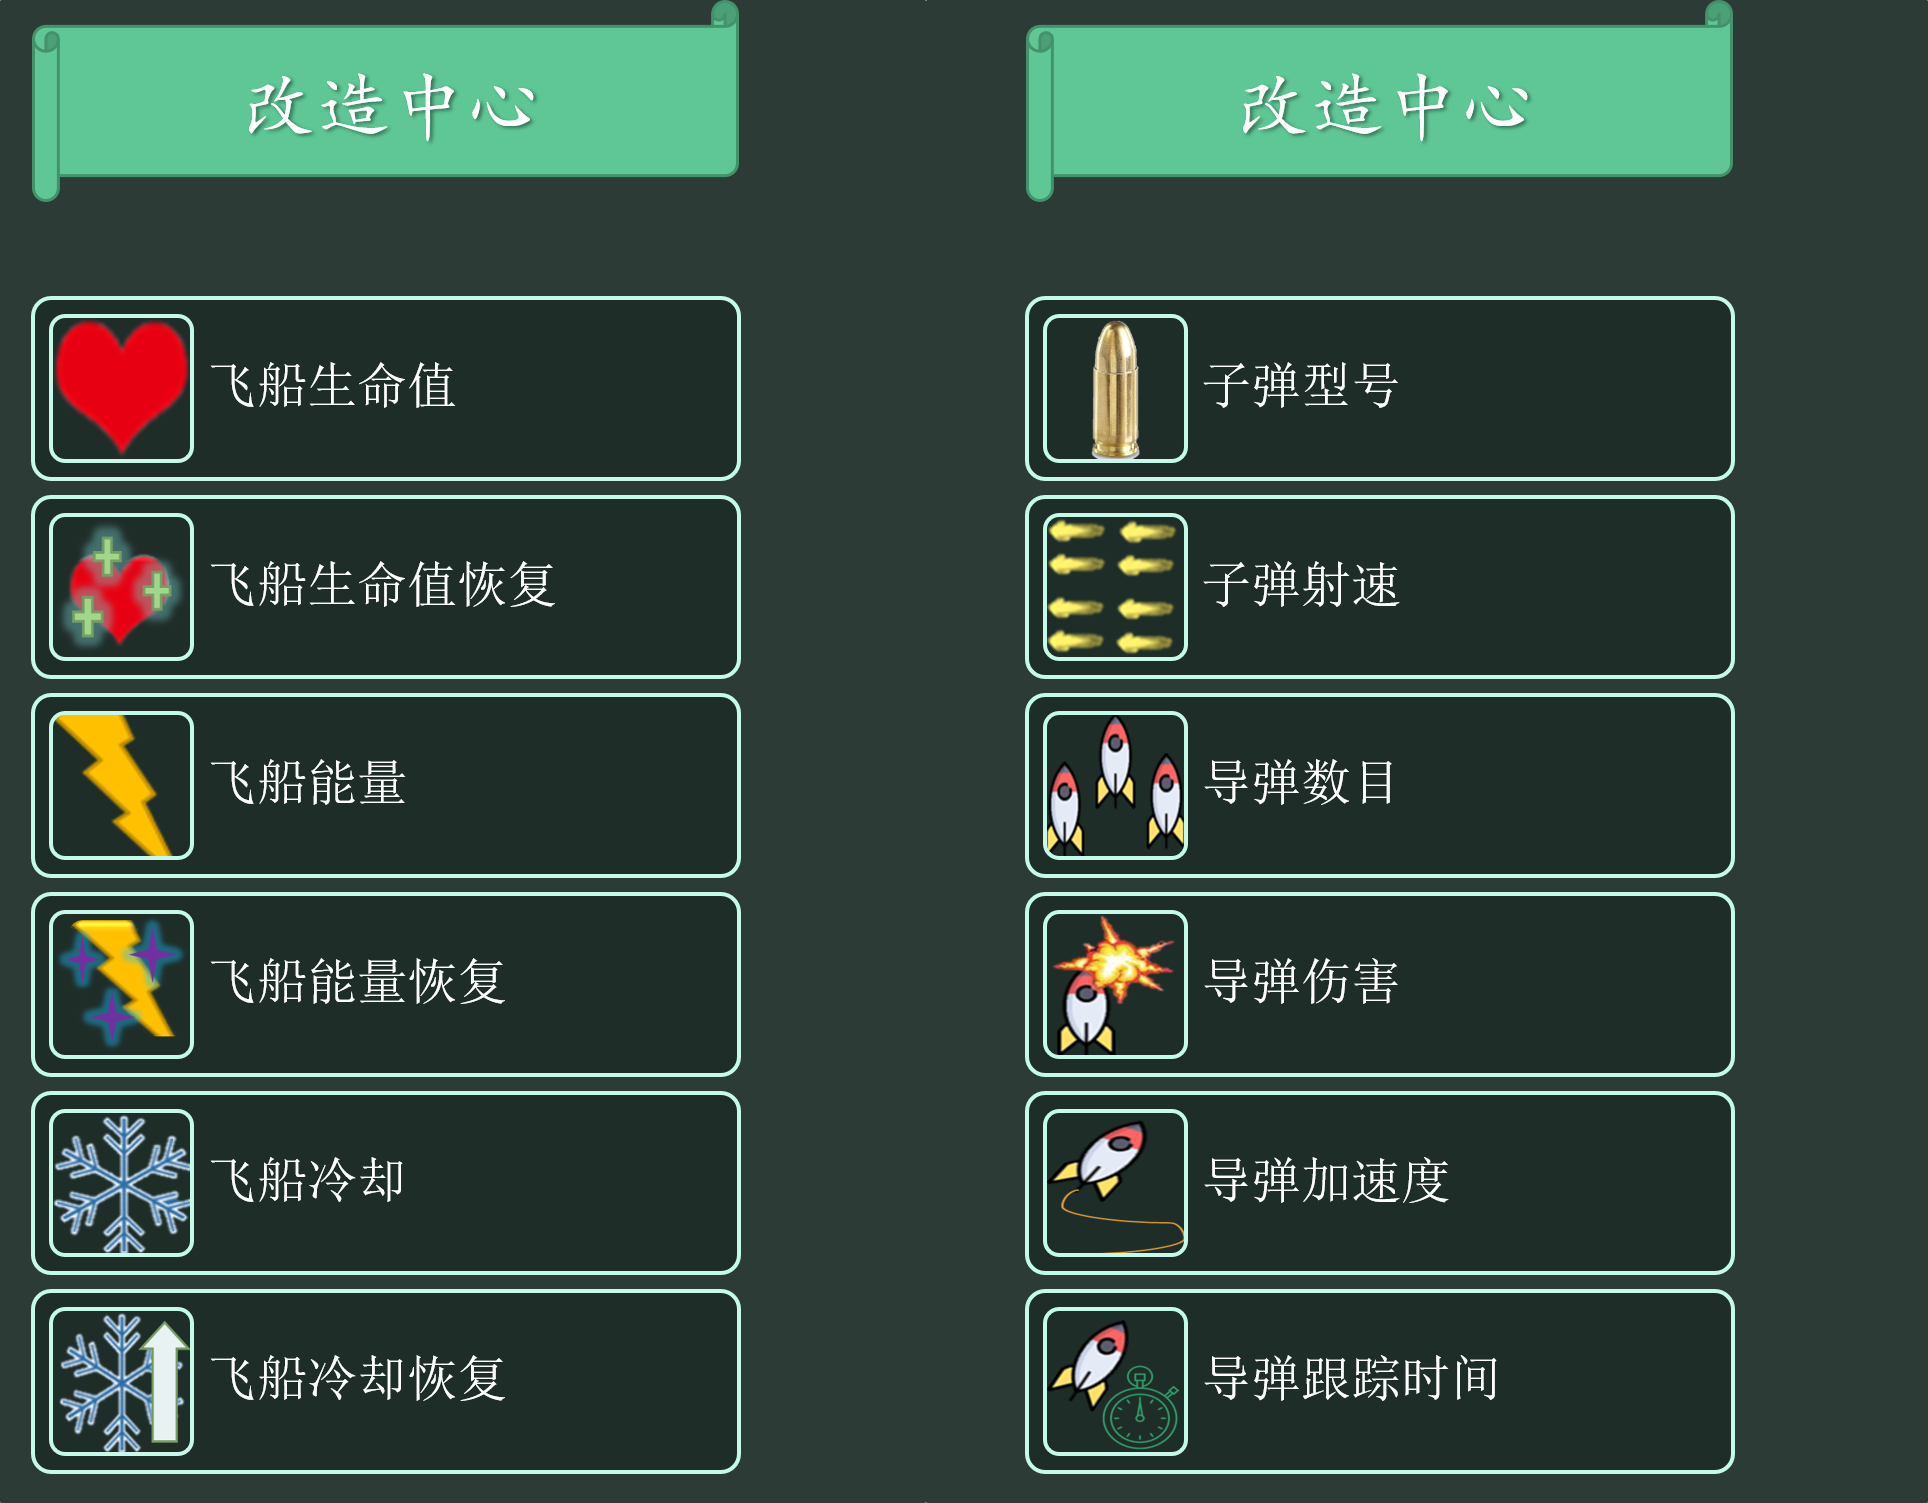 改造中心
飞船生命值
飞船生命值恢复
飞船能量
飞船能量恢复
飞船冷却
飞船冷却恢复
改造中心
子弹型号
子弹射速
导弹数目
导弹伤害
导弹加速度
导弹跟踪时间